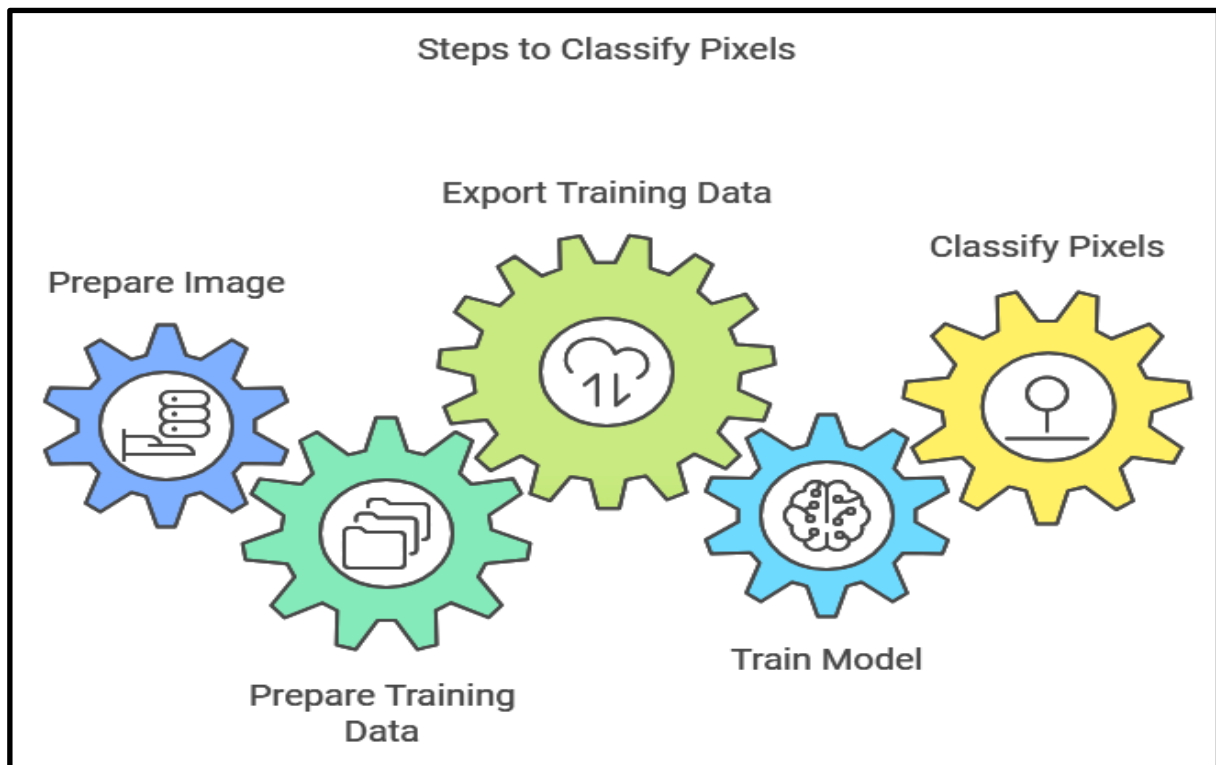 Steps to Classify Pixels
Export Training Data
Classify Pixels
Prepare Image
Train Model
Prepare Training
Data